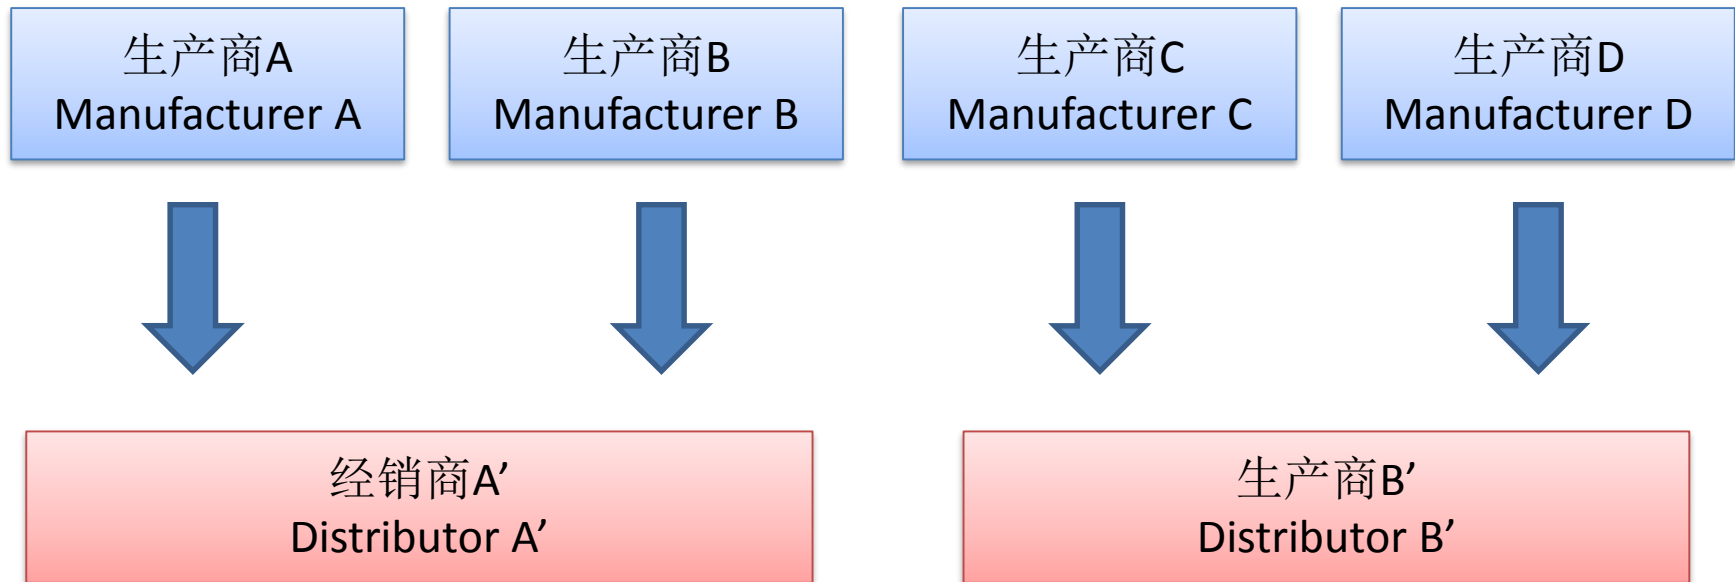 生产商A
Manufacturer A
生产商B
Manufacturer B
生产商C
Manufacturer C
生产商D
Manufacturer D
经销商A’
Distributor A’
生产商B’
Distributor B’